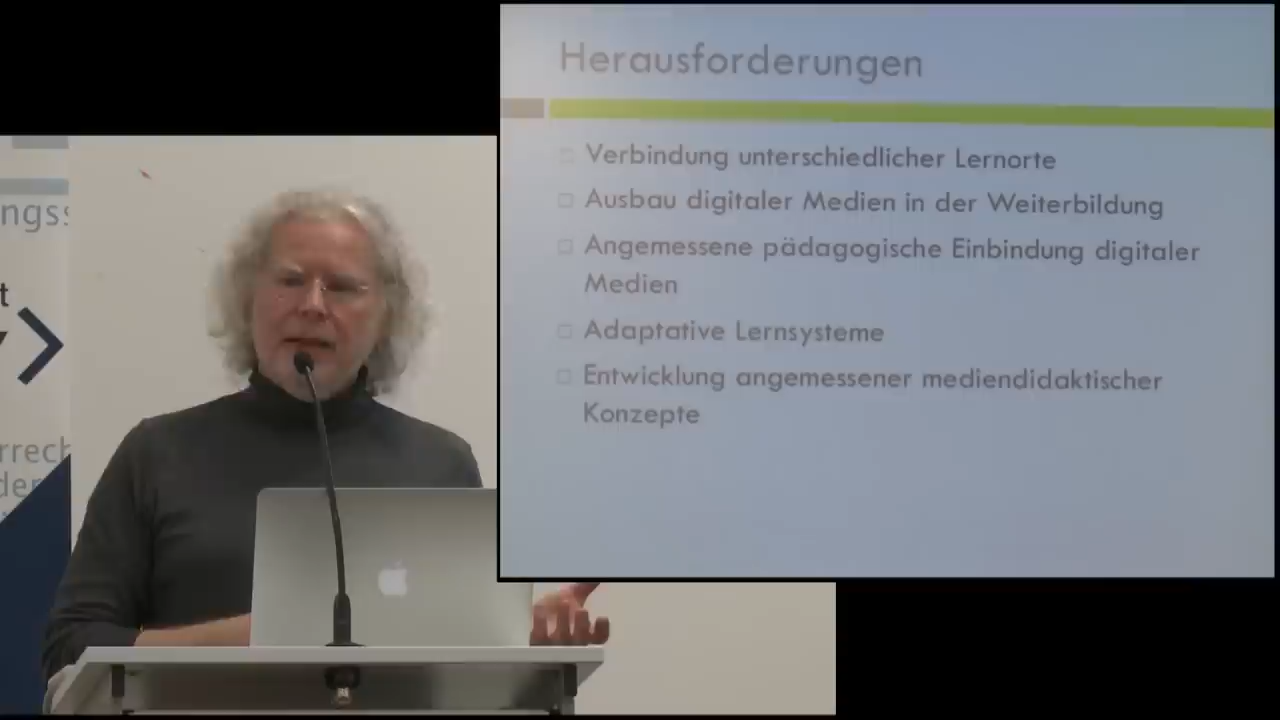 Herausforderungen
Verbindung unterschiedlicher Lernorte
Ausbau digitaler Medien in der Weiterbildung
Angemessene pädagogische Einbindung digitaler
Medien
Adaptative Lernsysteme
Entwicklung angemessener mediendidaktischer
Konzepte